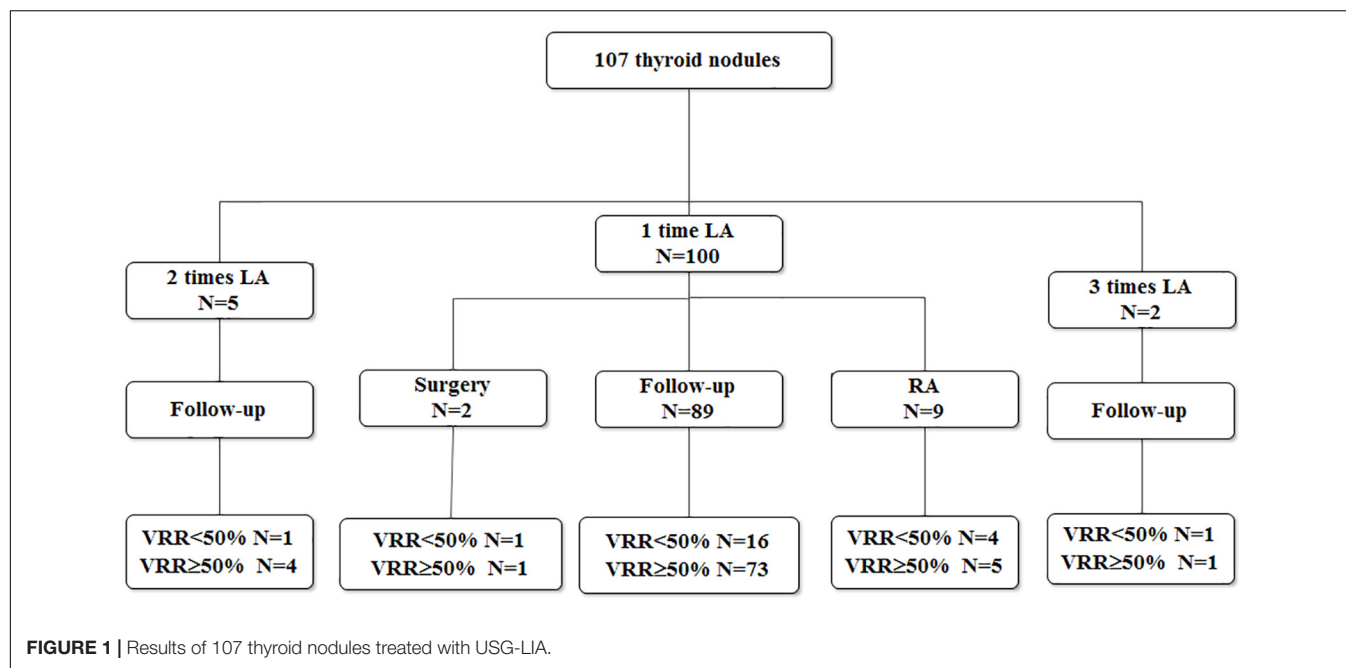 107 thyroid nodules
1 time LA
N=100
2 times LA
N=5
3 times LA
N=2
Surgery
N=2
Follow-up
N=89
RA
N=9
Follow-up
Follow-up
VRR<50% N=1
VRR≥50% N=4
VRR<50% N=1
VRR≥50% N=1
VRR<50% N=16
VRR≥50% N=73
VRR<50% N=4
VRR≥50% N=5
VRR<50% N=1
VRR≥50% N=1
FIGURE 1 | Results of 107 thyroid nodules treated with USG-LIA.